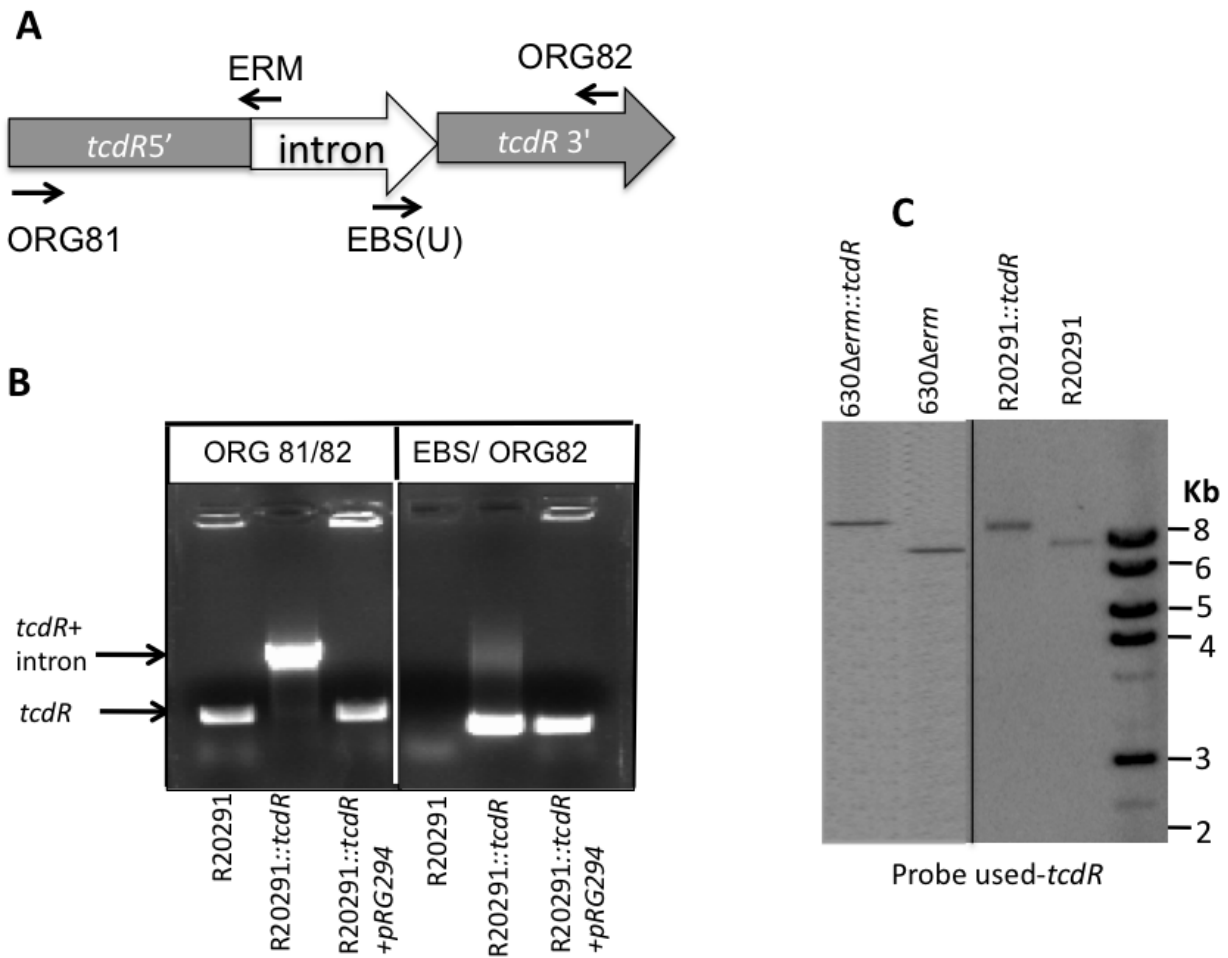 A
ERM
ORG82
tcdR5’
intron
tcdR 3'
ORG81
EBS(U)
B
ORG 81/82
EBS/ ORG82
tcdR+
intron
tcdR
R20291
R20291::tcdR
R20291::tcdR
+pRG294
R20291
R20291::tcdR
R20291::tcdR
+pRG294
C
630Δerm::tcdR
630Δerm
R20291::tcdR
R20291
Kb
8
6
5
4
3
2
Probe used-tcdR